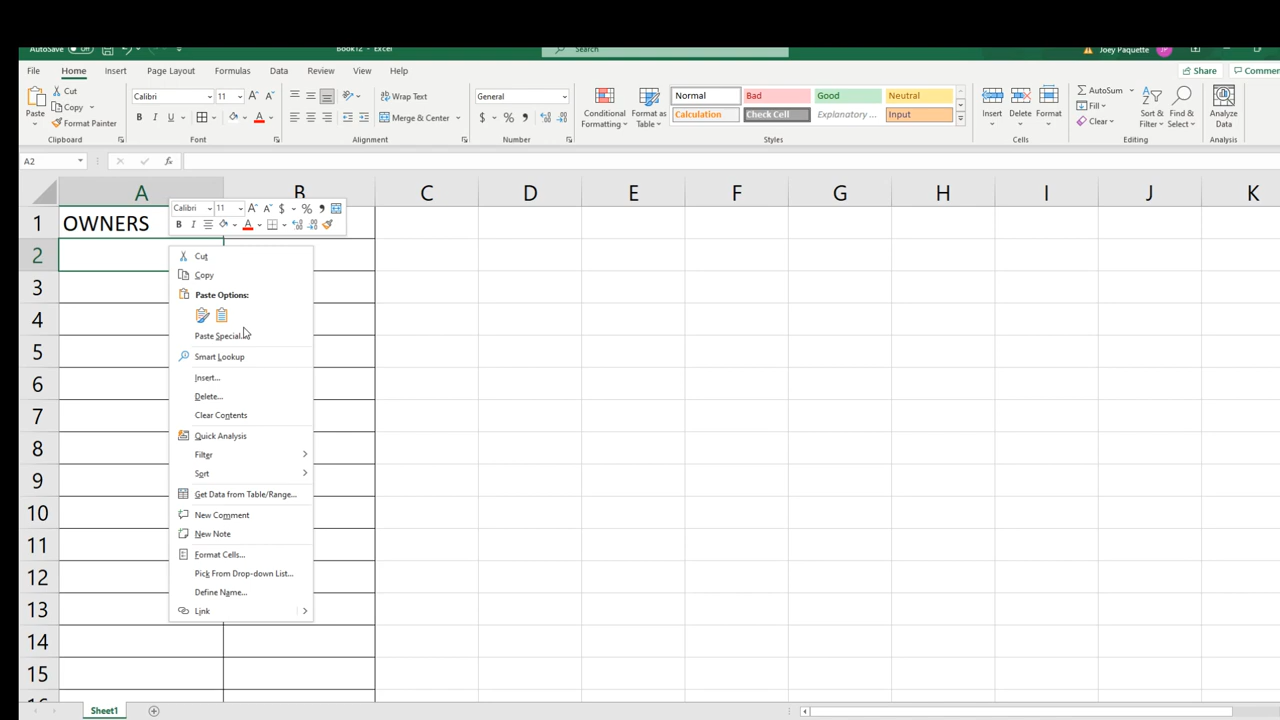 AutoSave Book12 - Excel Search Joey Paquette JP
File Home Insert Page Layout Formulas Data Review View Help Share Commen
Paste Cut Copy Format Painter
Calibri 11
Wrap Text
Merge & Center
General
Conditional Formatting Format as Table
Normal Bad Good Neutral
Calculation Check Cell Explanatory ... Input
Insert Delete Format
AutoSum Fill Clear
Sort & Filter Find & Select
Analyze Data
Clipboard Font Alignment Number Styles Cells Editing Analysis
A2 fx
A B C D E F G H I J K
1 OWNERS
2
3
4
5
6
7
8
9
10
11
12
13
14
15
Calibri 11
Cut
Copy
Paste Options:
Paste Special...
Smart Lookup
Insert...
Delete...
Clear Contents
Quick Analysis
Filter
Sort
Get Data from Table/Range...
New Comment
New Note
Format Cells...
Pick From Drop-down List...
Define Name...
Link
Sheet1